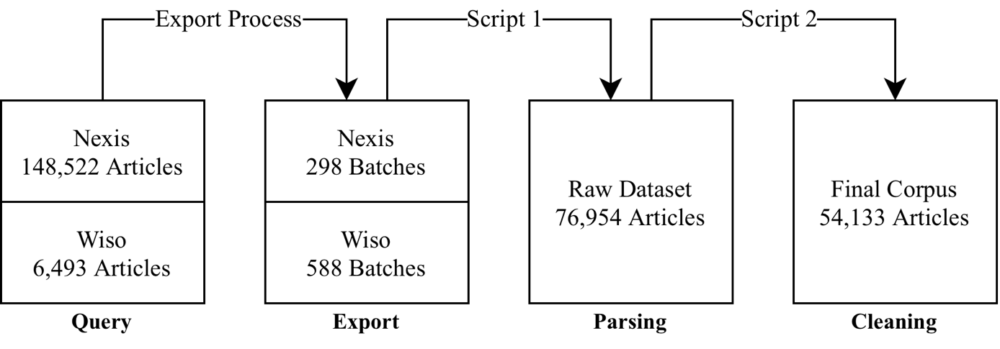 Export Process
Script 1
Script 2
Nexis
148,522 Articles
Wiso
6,493 Articles
Query
Nexis
298 Batches
Wiso
588 Batches
Export
Raw Dataset
76,954 Articles
Parsing
Final Corpus
54,133 Articles
Cleaning